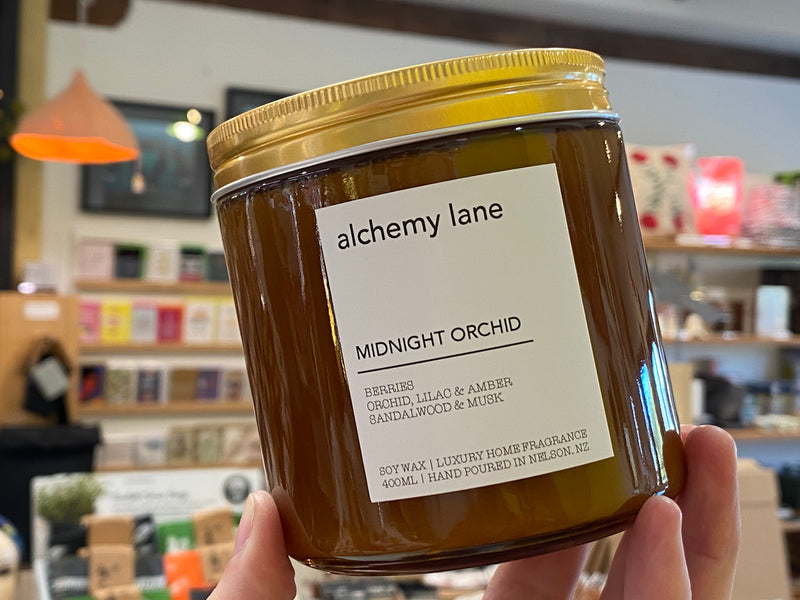 alchemy lane
MIDNIGHT ORCHID
BERRIES
ORCHID, LILAC & AMBER
SANDALWOOD & MUSK
SOY WAX | LUXURY HOME FRAGRANCE
400ML | HAND POURED IN NELSON. NZ